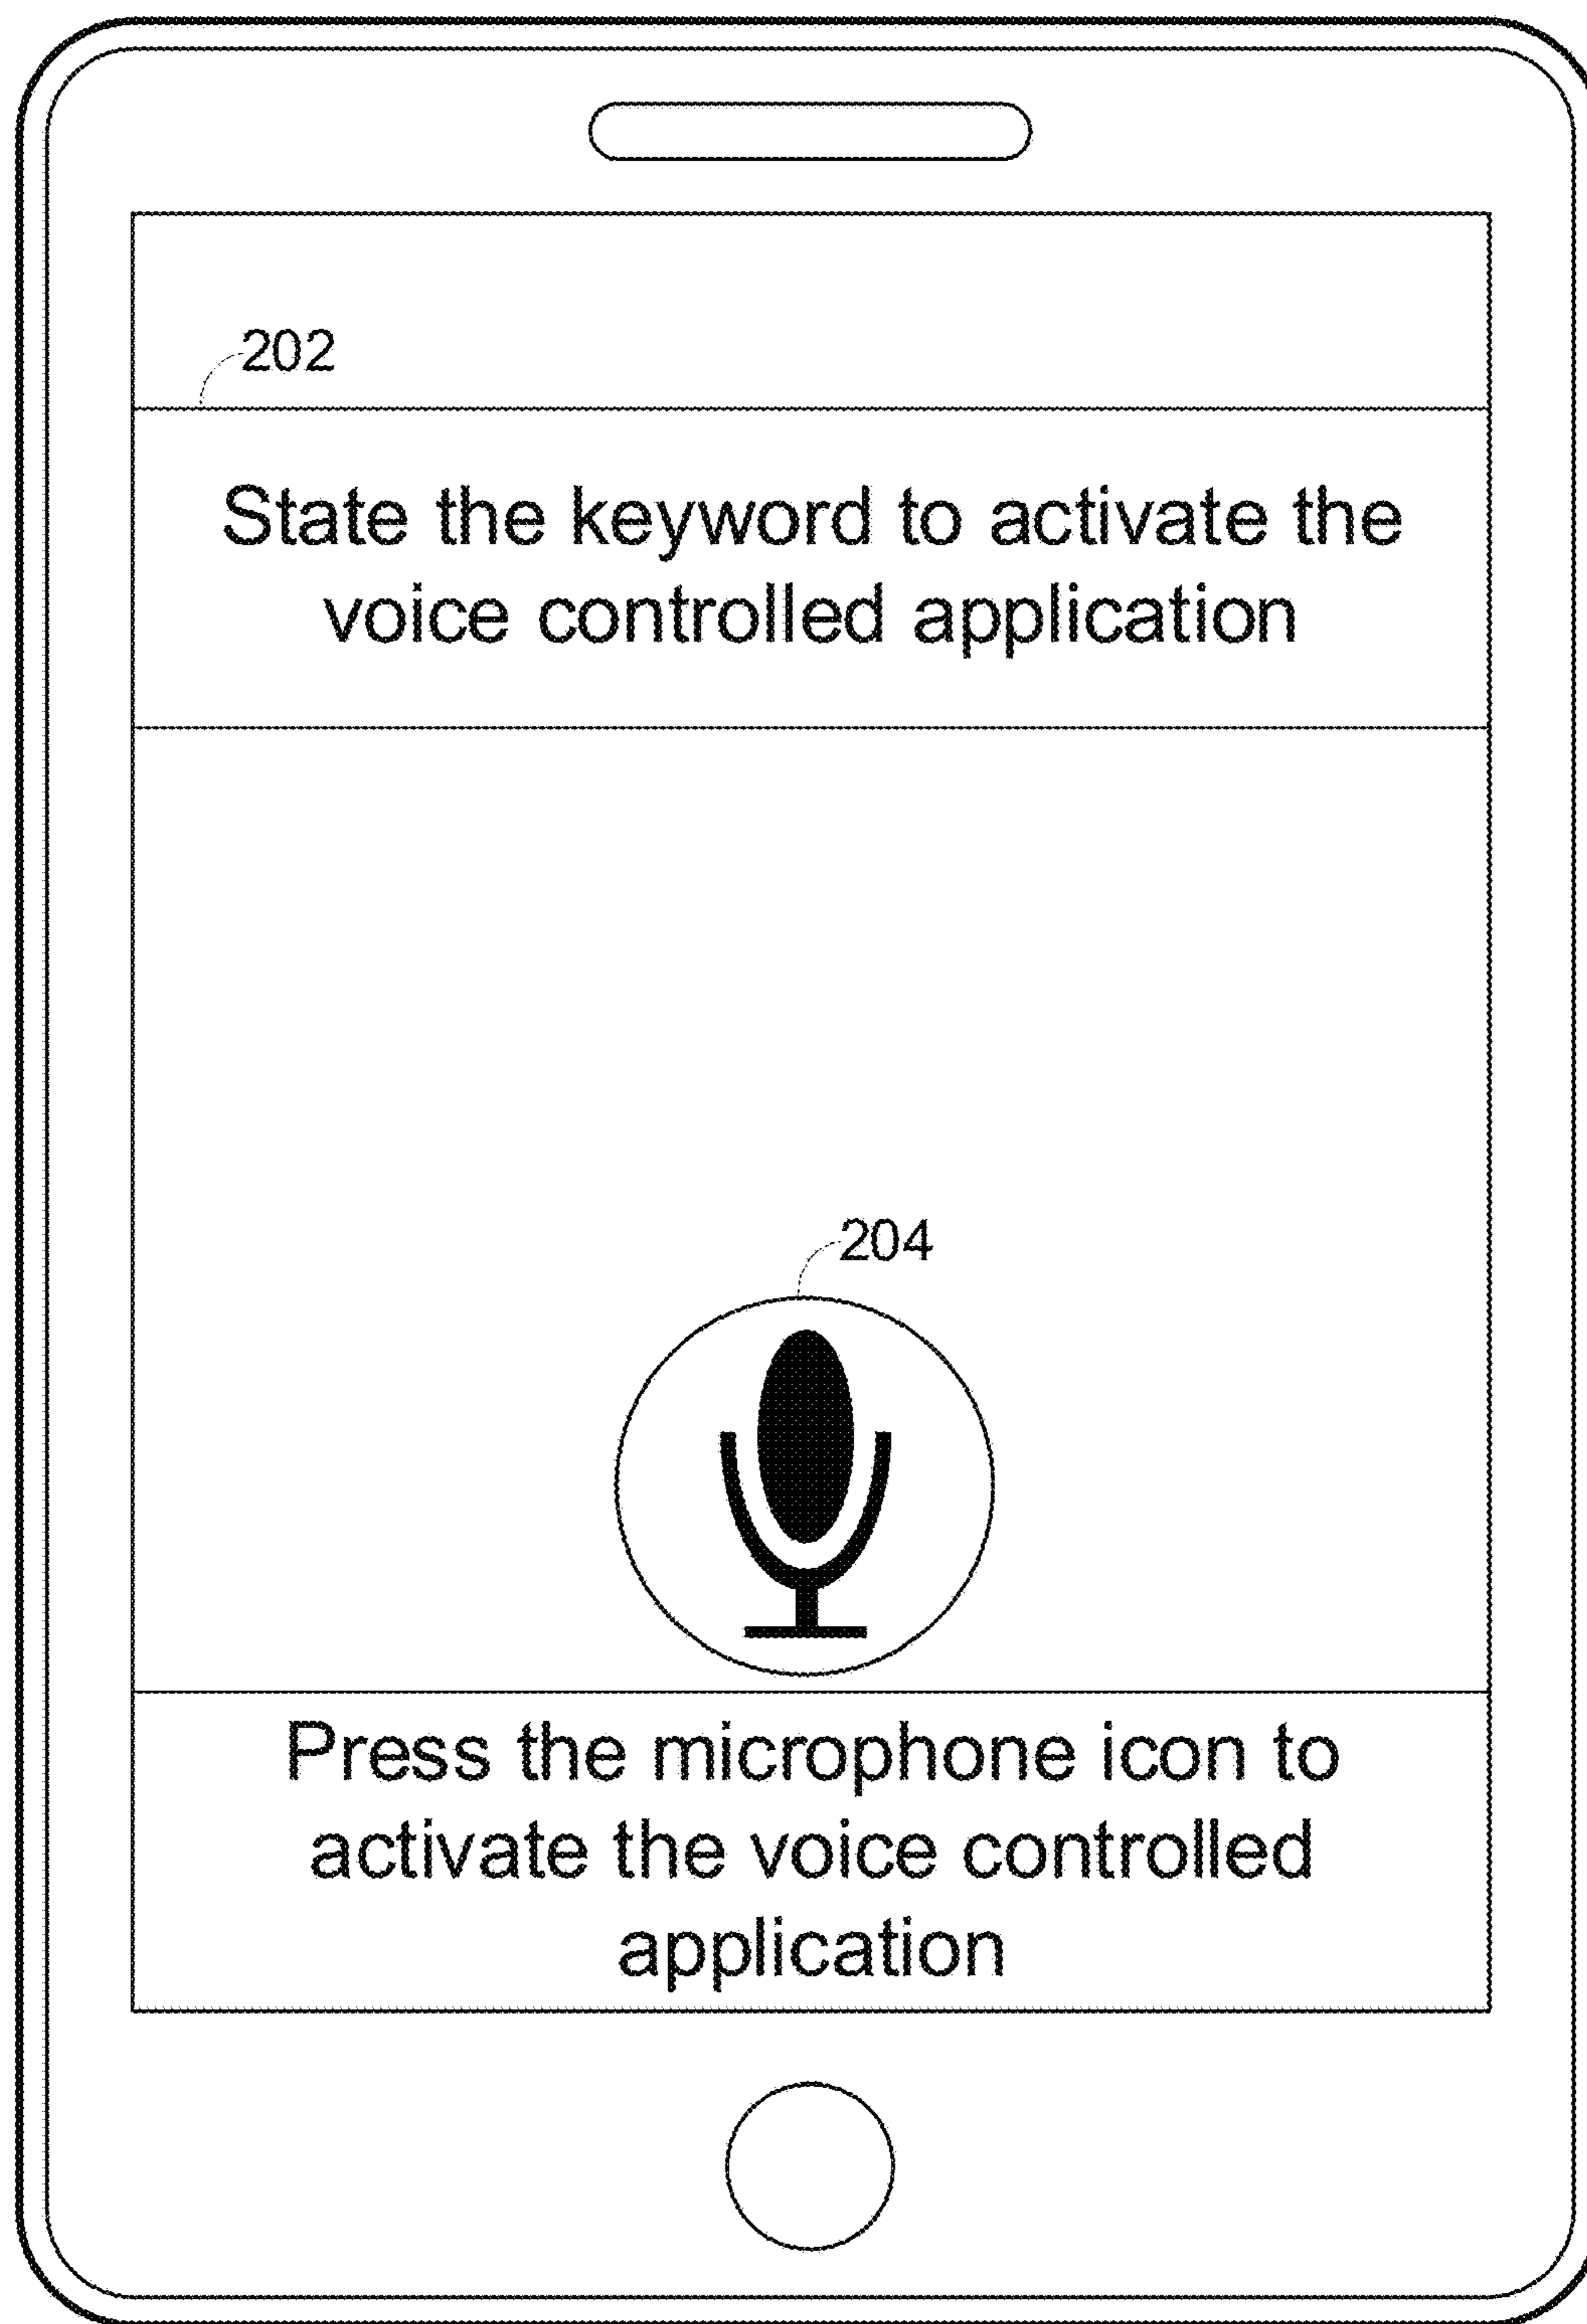 202
State the keyword to activate the
voice controlled application
204
Press the microphone icon to
activate the voice controlled
application